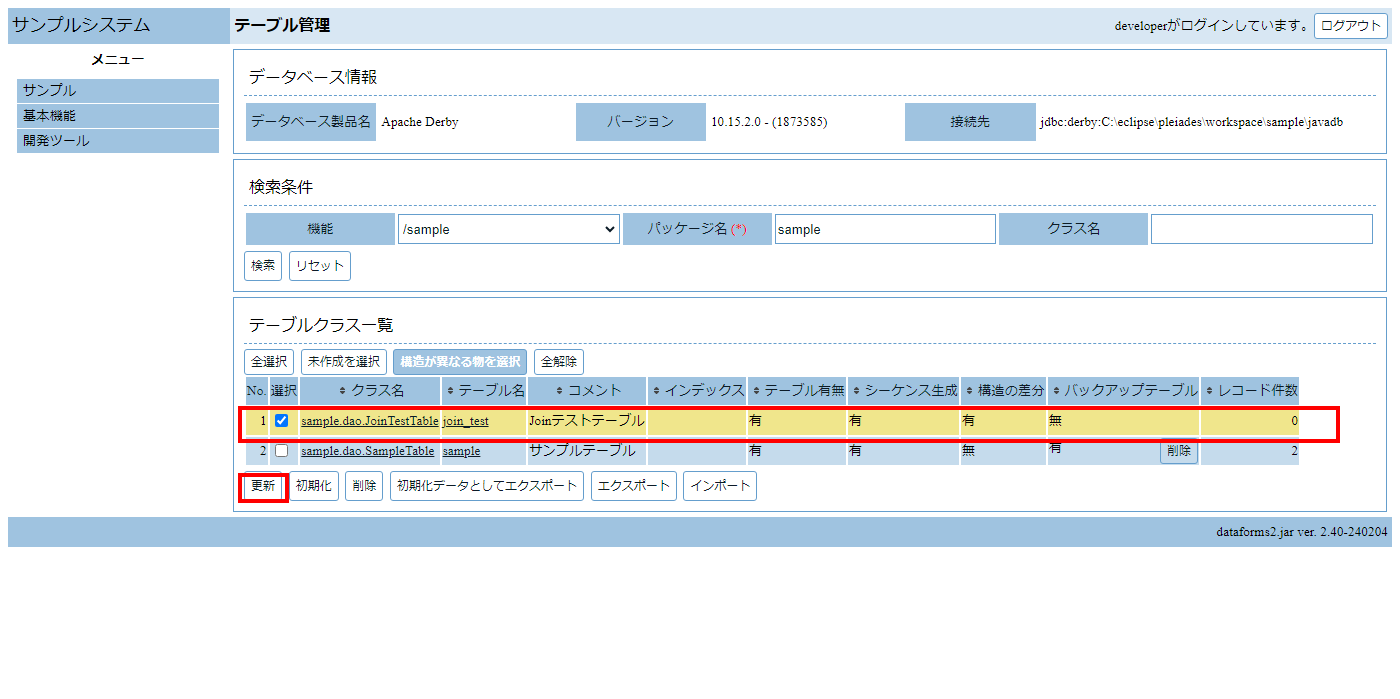 サンプルシステム テーブル管理 developerがログインしています。 ログアウト
メニュー
サンプル
基本機能
開発ツール
データベース情報
データベース製品名 Apache Derby バージョン 10.15.2.0 - (1873585) 接続先 jdbc:derby:C:\eclipse\pleiades\workspace\sample\javadb
検索条件
機能 /sample パッケージ名 (*) sample クラス名
検索 リセット
テーブルクラス一覧
全選択 未作成を選択 構造が異なる物を選択 全解除
No. 選択 クラス名 テーブル名 コメント インデックス テーブル有無 シーケンス生成 構造の差分 バックアップテーブル レコード件数
1 sample.dao.JoinTestTable join_test Joinテストテーブル 有 有 有 無 0
2 sample.dao.SampleTable sample サンプルテーブル 有 有 無 有 削除 2
更新 初期化 削除 初期化データとしてエクスポート エクスポート インポート
dataforms2.jar ver. 2.40-240204